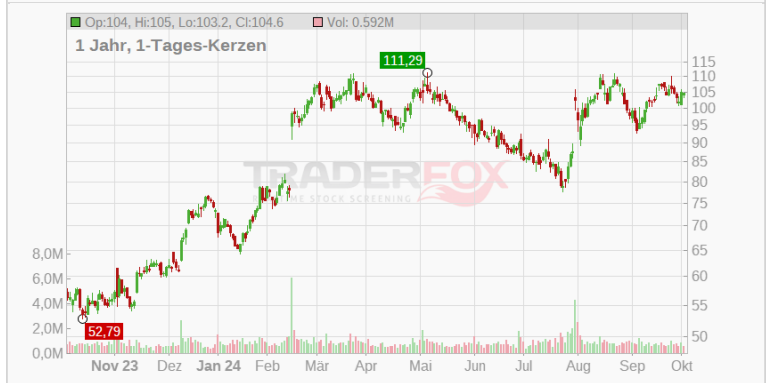 Op:104, Hi:105, Lo:103.2, Cl:104.6 Vol: 0.592M
1 Jahr, 1-Tages-Kerzen
111,29
115
110
105
100
95
90
85
80
75
70
65
60
55
50
TRADERFOX
TIME STOCK SCREENING
8,0M
6,0M
4,0M
2,0M
0,0M
52,79
Nov 23 Dez Jan 24 Feb Mär Apr Mai Jun Jul Aug Sep Okt